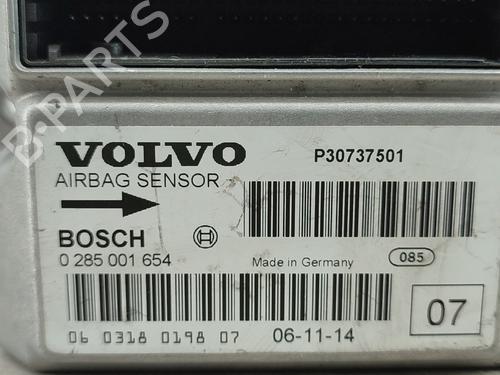 B-PARTS
VOLVO
P30737501
AIRBAG SENSOR
BOSCH
0 285 001 654
Made in Germany
085
07
06 0318 0198 07
06-11-14